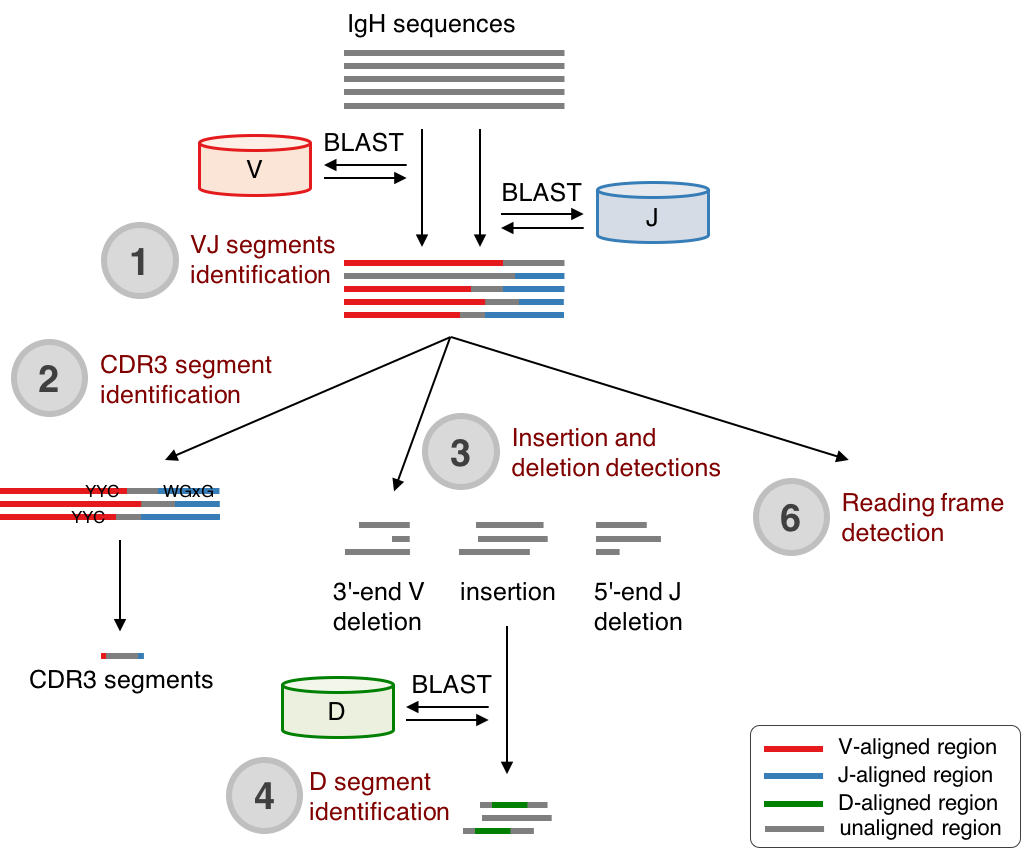 IgH sequences
BLAST
V
BLAST
J
1
VJ segments
identification
2
CDR3 segment
identification
3
Insertion and
deletion detections
6
Reading frame
detection
YYC
WGxG
YYC
3'-end V
deletion
insertion
5'-end J
deletion
CDR3 segments
BLAST
D
4
D segment
identification
V-aligned region
J-aligned region
D-aligned region
unaligned region